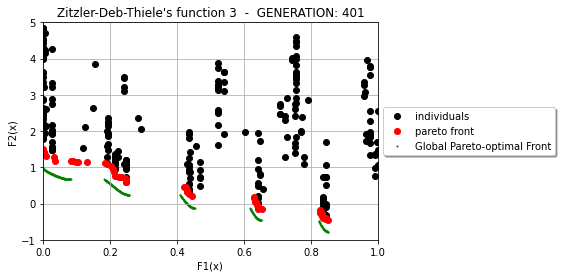 Zitzler-Deb-Thiele's function 3 - GENERATION: 401
5
4
3
2
1
0
−1
F2(x)
0.0 0.2 0.4 0.6 0.8 1.0
F1(x)
individuals
pareto front
Global Pareto-optimal Front